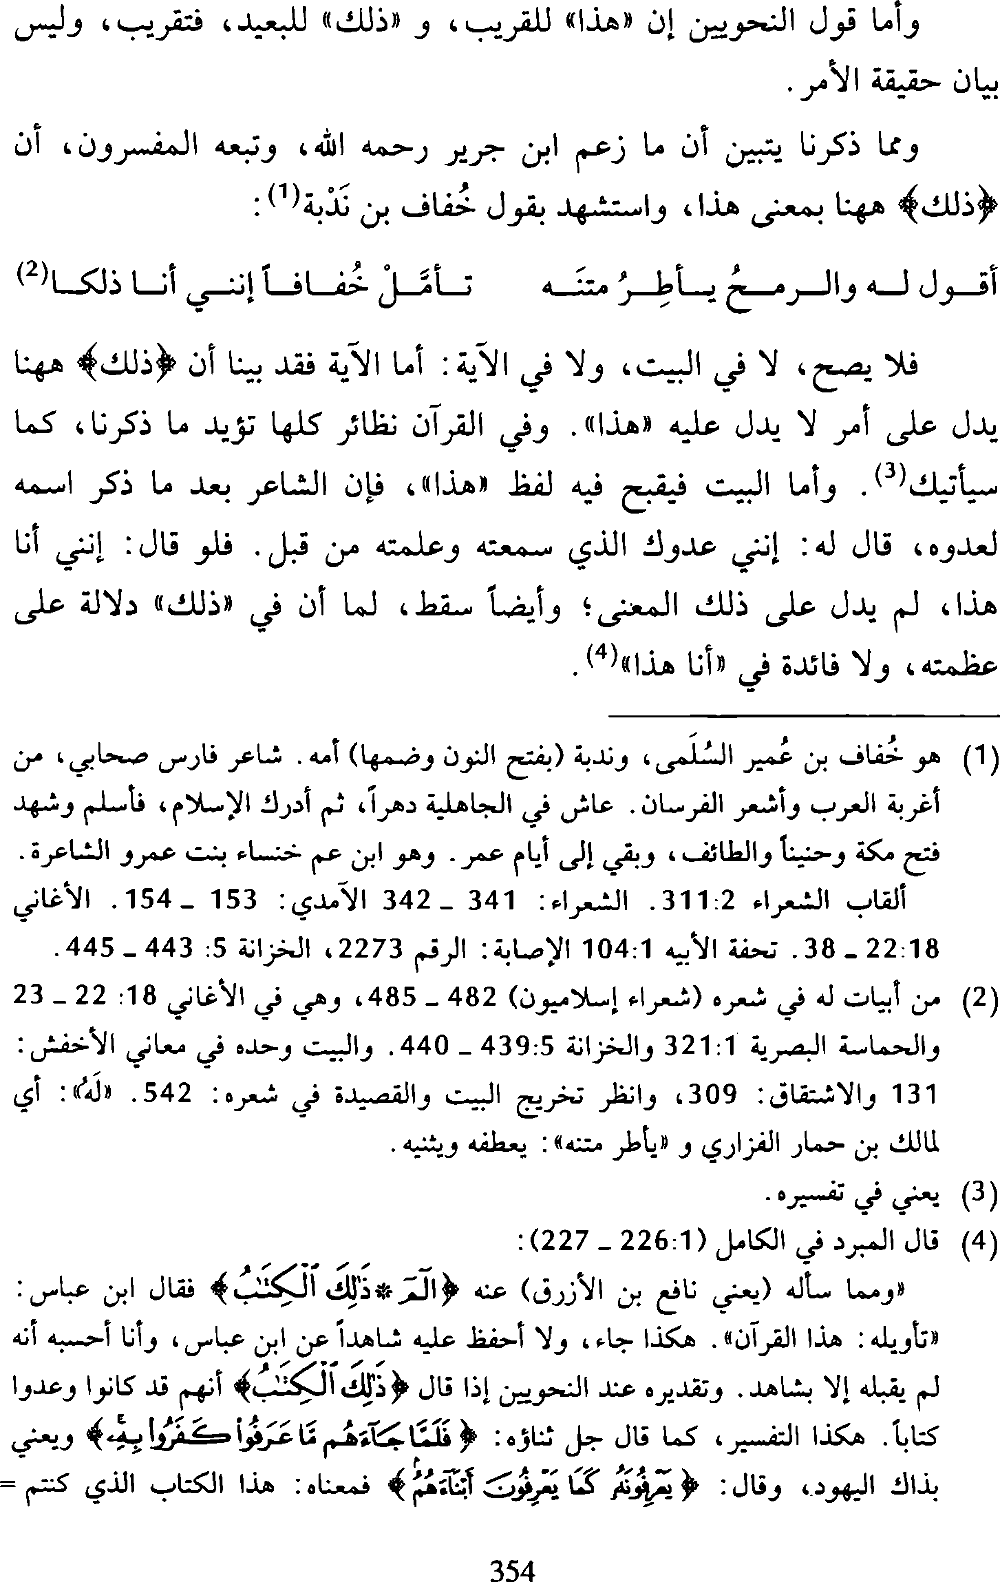 وأما قول النحويين إن «هذا» للقريب، و «ذلك» للبعيد، فتقريب، وليس
بيان حقيقة الأمر.
ومما ذكرنا يتبين أن ما زعم ابن جرير رحمه الله، وتبعه المفسرون، أن
﴿ذلك﴾ ههنا بمعنى هذا، واستشهد بقول خُفاف بن نَدْبة(1):
أقـول لـه والـرمـحُ يـأطِـرُ متنَـه تـأمَّـلْ خُفـافـاً إننـي أنـا ذلكـا(2)
فلا يصح، لا في البيت، ولا في الآية: أما الآية فقد بينا أن ﴿ذلك﴾ ههنا
يدل على أمر لا يدل عليه «هذا». وفي القرآن نظائر كلها تؤيد ما ذكرنا، كما
سيأتيك(3). وأما البيت فيقبح فيه لفظ «هذا»، فإن الشاعر بعد ما ذكر اسمه
لعدوه، قال له: إنني عدوك الذي سمعته وعلمته من قبل. فلو قال: إنني أنا
هذا، لم يدل على ذلك المعنى؛ وأيضاً سقط، لما أن في «ذلك» دلالة على
عظمته، ولا فائدة في «أنا هذا»(4).
(1) هو خُفاف بن عُمير السُلَمى، وندبة (بفتح النون وضمها) أمه. شاعر فارس صحابي، من
أغربة العرب وأشعر الفرسان. عاش في الجاهلية دهراً، ثم أدرك الإسلام، فأسلم وشهد
فتح مكة وحنيناً والطائف، وبقي إلى أيام عمر. وهو ابن عم خنساء بنت عمرو الشاعرة.
ألقاب الشعراء 311:2. الشعراء: 341 ـ 342 الآمدي: 153 ـ 154. الأغاني
22:18 ـ 38. تحفة الأبيه 104:1 الإصابة: الرقم 2273، الخزانة 5: 443 ـ 445.
(2) من أبيات له في شعره (شعراء إسلاميون) 482 ـ 485، وهي في الأغاني 18: 22 ـ 23
والحماسة البصرية 321:1 والخزانة 439:5 ـ 440. والبيت وحده في معاني الأخفش:
131 والاشتقاق: 309، وانظر تخريج البيت والقصيدة في شعره: 542. «لَهُ»: أي
لمالك بن حمار الفزاري و «يأطر متنه»: يعطفه ويثنيه.
(3) يعني في تفسيره.
(4) قال المبرد في الكامل (226:1 ـ 227):
«ومما سأله (يعني نافع بن الأزرق) عنه ﴿الٓمٓ * ذَٰلِكَ ٱلْكِتَٰبُ﴾ فقال ابن عباس:
«تأويله: هذا القرآن». هكذا جاء، ولا أحفظ عليه شاهداً عن ابن عباس، وأنا أحسبه أنه
لم يقبله إلا بشاهد. وتقديره عند النحويين إذا قال ﴿ذَٰلِكَ ٱلْكِتَٰبُ﴾ أنهم قد كانوا وعدوا
كتاباً. هكذا التفسير، كما قال جل ثناؤه: ﴿فَلَمَّا جَآءَهُم مَّا عَرَفُوا۟ كَفَرُوا۟ بِهِۦ﴾ ويعني
بذاك اليهود، وقال: ﴿يَعْرِفُونَهُۥ كَمَا يَعْرِفُونَ أَبْنَآءَهُمْ﴾ فمعناه: هذا الكتاب الذي كنتم =
354